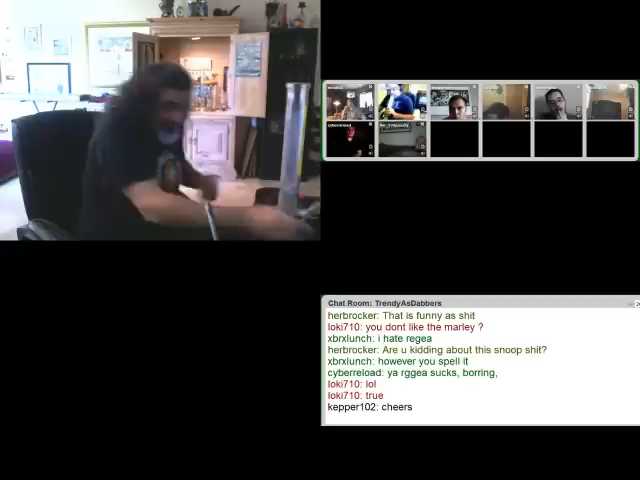 cyberreload
Chat Room: TrendyAsDabbers
herbrocker: That is funny as shit
loki710: you dont like the marley ?
xbrxlunch: i hate regea
herbrocker: Are u kidding about this snoop shit?
xbrxlunch: however you spell it
cyberreload: ya rggea sucks, borring,
loki710: lol
loki710: true
kepper102: cheers